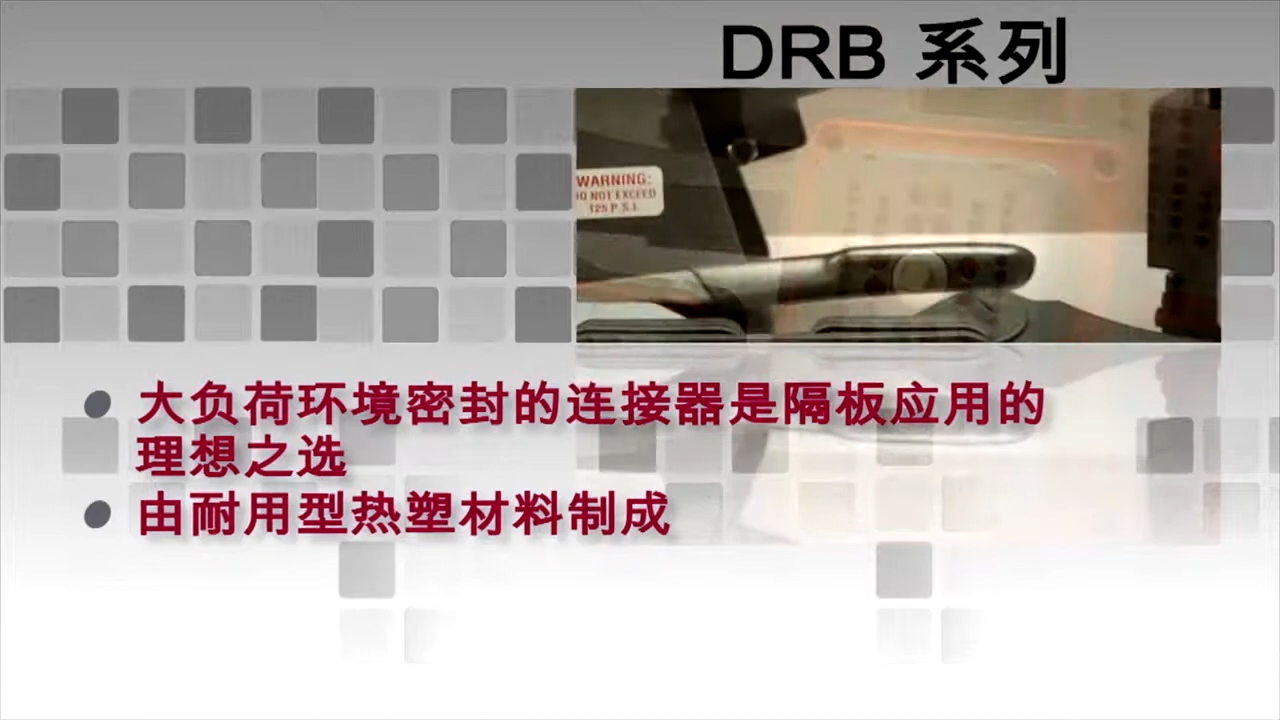 DRB 系列
WARNING:
DO NOT EXCEED
125 P.S.I.
大负荷环境密封的连接器是隔板应用的
理想之选
由耐用型热塑材料制成